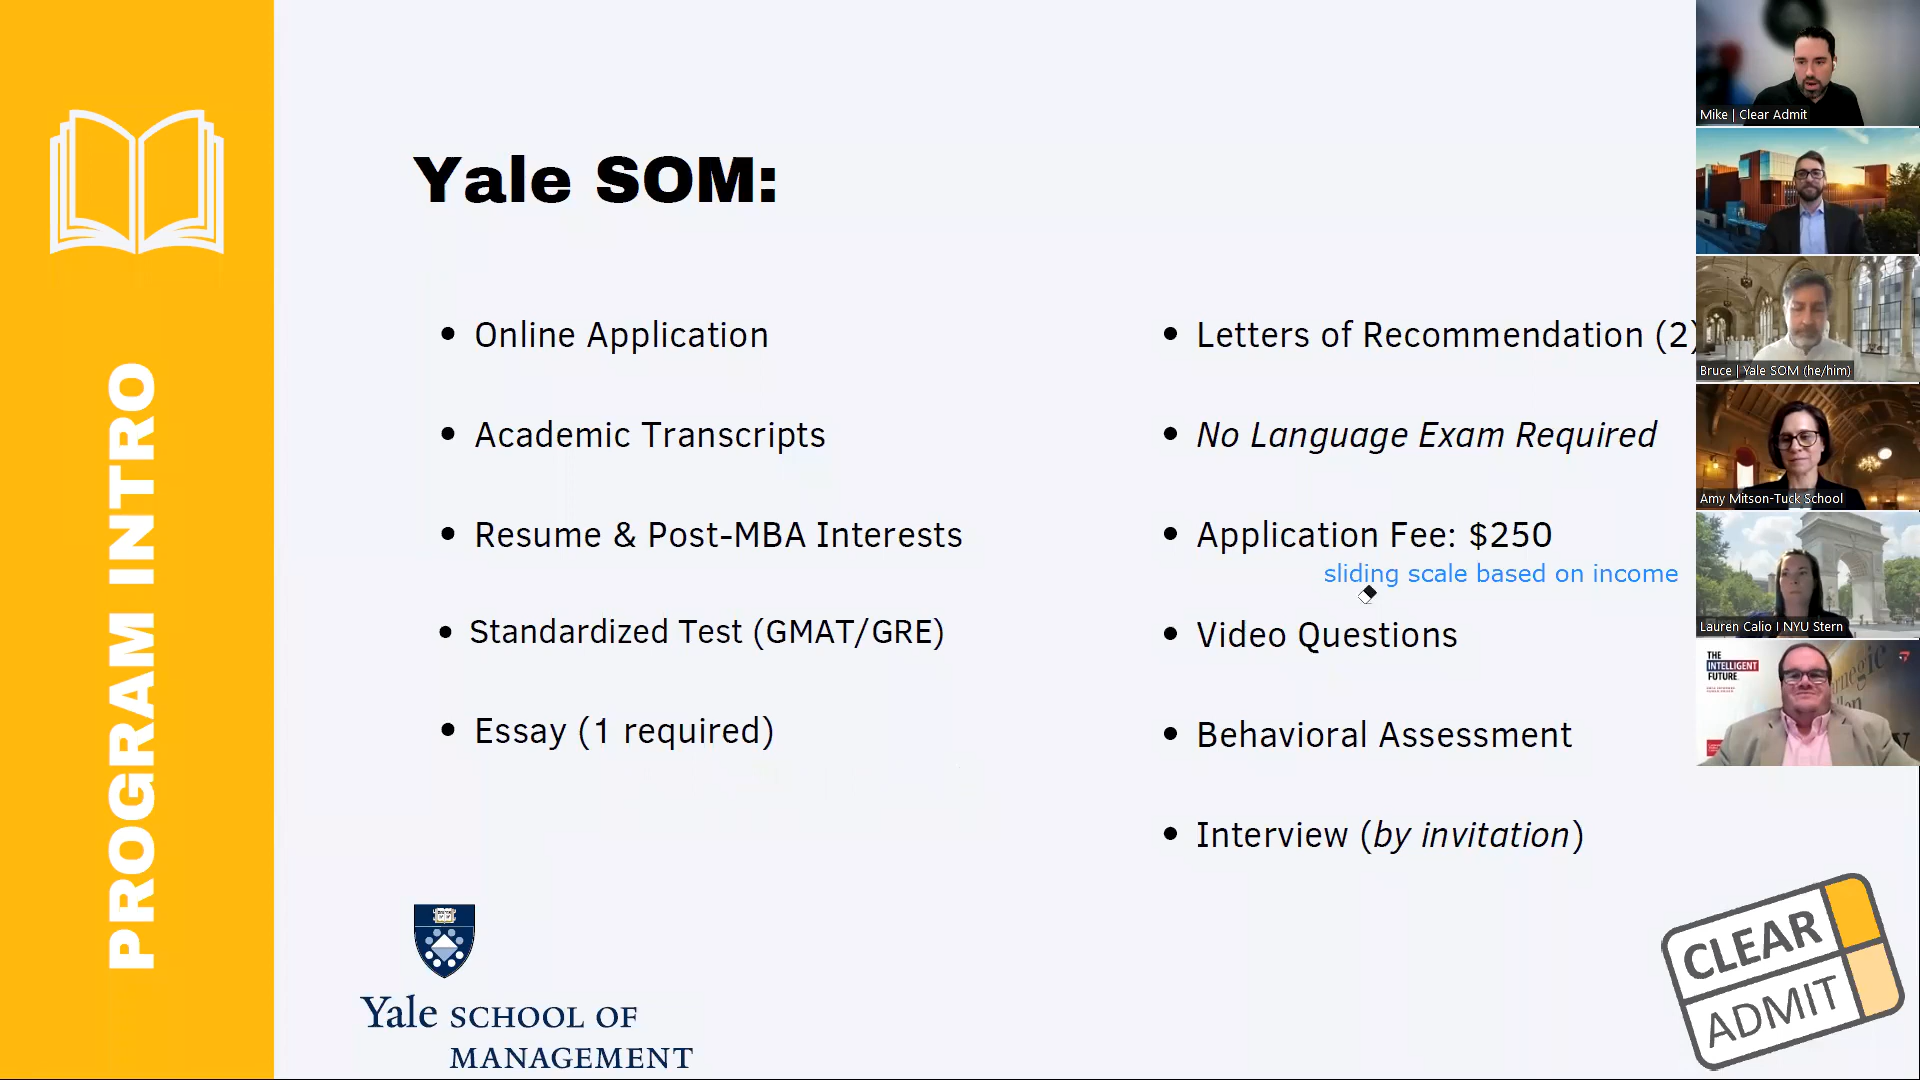 PROGRAM INTRO
Yale SOM:
• Online Application
• Academic Transcripts
• Resume & Post-MBA Interests
• Standardized Test (GMAT/GRE)
• Essay (1 required)
• Letters of Recommendation (2)
• No Language Exam Required
• Application Fee: $250
sliding scale based on income
• Video Questions
• Behavioral Assessment
• Interview (by invitation)
Yale SCHOOL OF
MANAGEMENT
CLEAR
ADMIT
Mike | Clear Admit
Bruce | Yale SOM (he/him)
Amy Mitson-Tuck School
Lauren Calio | NYU Stern
THE
INTELLIGENT
FUTURE